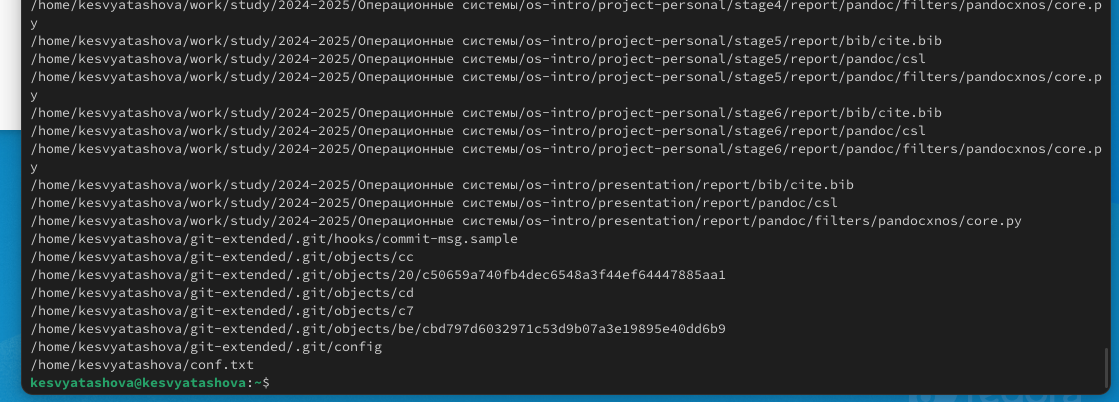 /home/kesvyatashova/work/study/2024-2025/Операционные системы/os-intro/project-personal/stage4/report/pandoc/filters/pandocxnos/core.p
y
/home/kesvyatashova/work/study/2024-2025/Операционные системы/os-intro/project-personal/stage5/report/bib/cite.bib
/home/kesvyatashova/work/study/2024-2025/Операционные системы/os-intro/project-personal/stage5/report/pandoc/csl
/home/kesvyatashova/work/study/2024-2025/Операционные системы/os-intro/project-personal/stage5/report/pandoc/filters/pandocxnos/core.p
y
/home/kesvyatashova/work/study/2024-2025/Операционные системы/os-intro/project-personal/stage6/report/bib/cite.bib
/home/kesvyatashova/work/study/2024-2025/Операционные системы/os-intro/project-personal/stage6/report/pandoc/csl
/home/kesvyatashova/work/study/2024-2025/Операционные системы/os-intro/project-personal/stage6/report/pandoc/filters/pandocxnos/core.p
y
/home/kesvyatashova/work/study/2024-2025/Операционные системы/os-intro/presentation/report/bib/cite.bib
/home/kesvyatashova/work/study/2024-2025/Операционные системы/os-intro/presentation/report/pandoc/csl
/home/kesvyatashova/work/study/2024-2025/Операционные системы/os-intro/presentation/report/pandoc/filters/pandocxnos/core.py
/home/kesvyatashova/git-extended/.git/hooks/commit-msg.sample
/home/kesvyatashova/git-extended/.git/objects/cc
/home/kesvyatashova/git-extended/.git/objects/20/c50659a740fb4dec6548a3f44ef64447885aa1
/home/kesvyatashova/git-extended/.git/objects/cd
/home/kesvyatashova/git-extended/.git/objects/c7
/home/kesvyatashova/git-extended/.git/objects/be/cbd797d6032971c53d9b07a3e19895e40dd6b9
/home/kesvyatashova/git-extended/.git/config
/home/kesvyatashova/conf.txt
kesvyatashova@kesvyatashova:~$